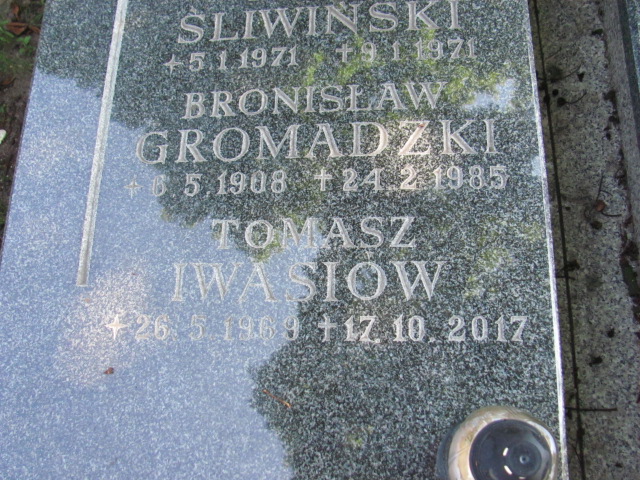 ŚLIWIŃSKI
+5.1.1971 +9.1.1971
BRONISŁAW
GROMADZKI
+6.5.1908 +24.2.1985
TOMASZ
IWASIÓW
+26.5.1969 +17.10.2017